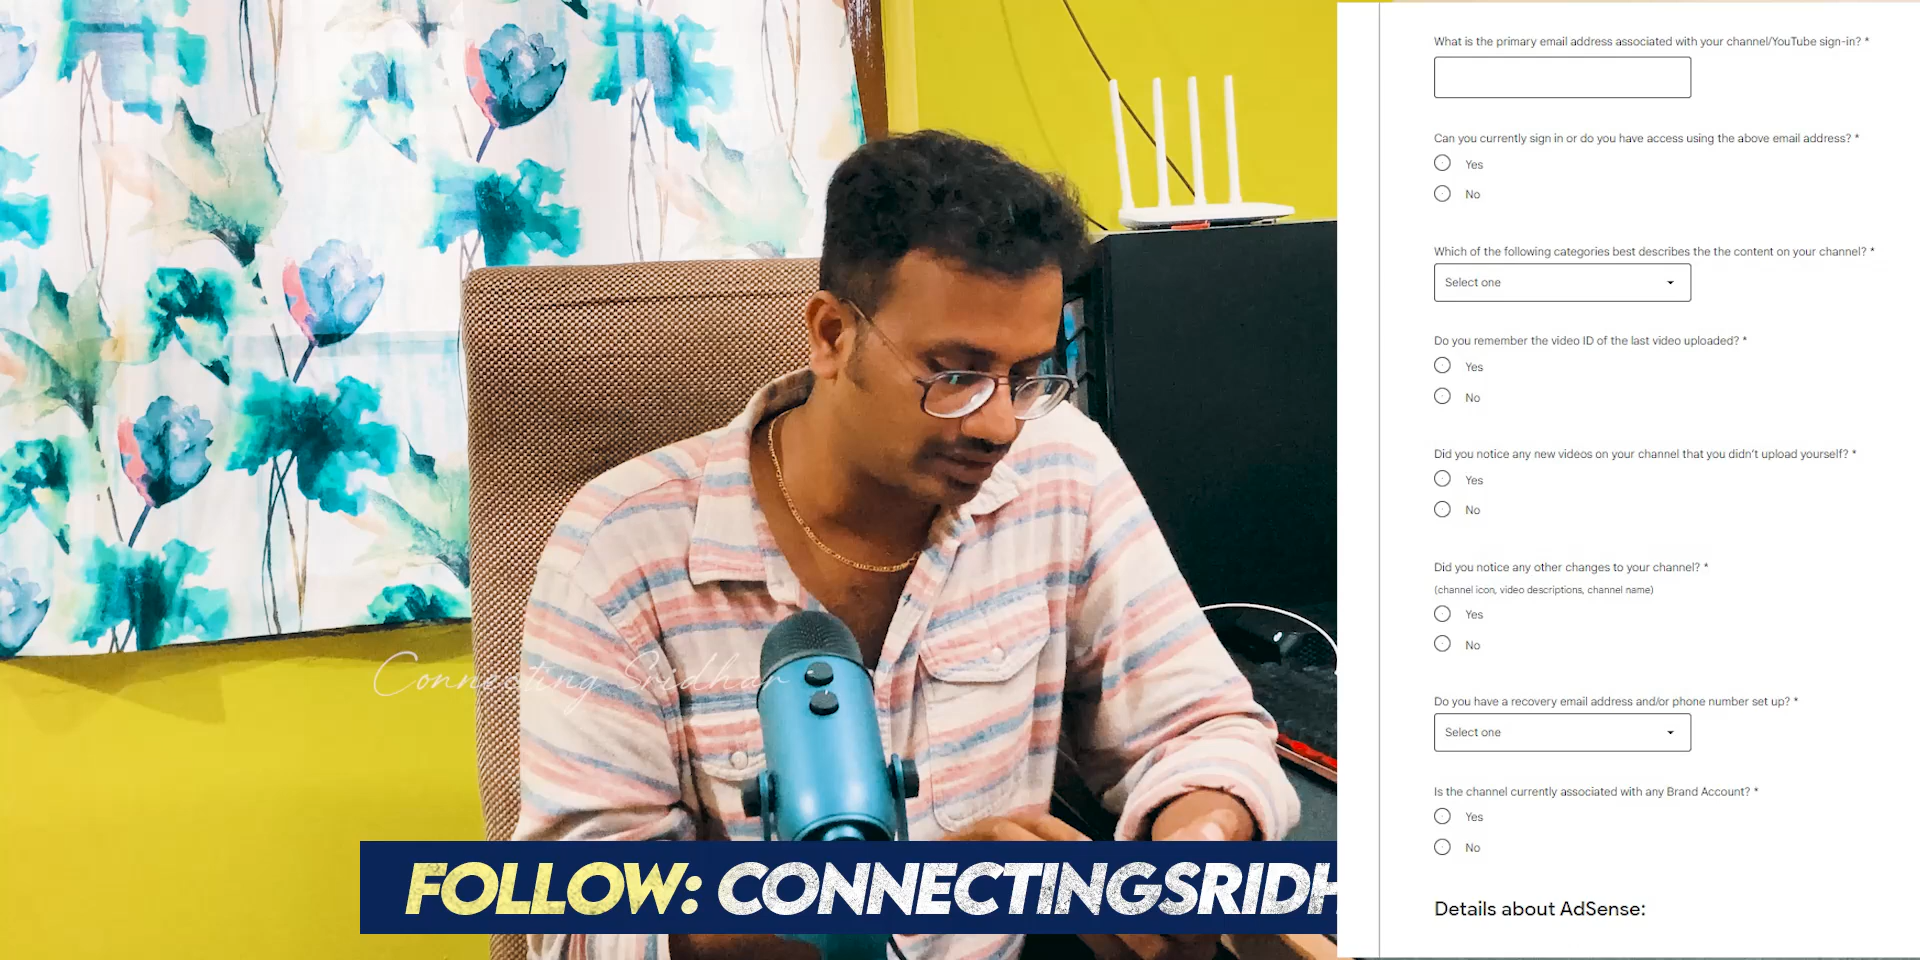 Connecting Sridhar
FOLLOW: CONNECTINGSRIDH
What is the primary email address associated with your channel/YouTube sign-in? *
Can you currently sign in or do you have access using the above email address? *
Yes
No
Which of the following categories best describes the the content on your channel? *
Select one
Do you remember the video ID of the last video uploaded? *
Yes
No
Did you notice any new videos on your channel that you didn't upload yourself? *
Yes
No
Did you notice any other changes to your channel? *
(channel icon, video descriptions, channel name)
Yes
No
Do you have a recovery email address and/or phone number set up? *
Select one
Is the channel currently associated with any Brand Account? *
Yes
No
Details about AdSense: